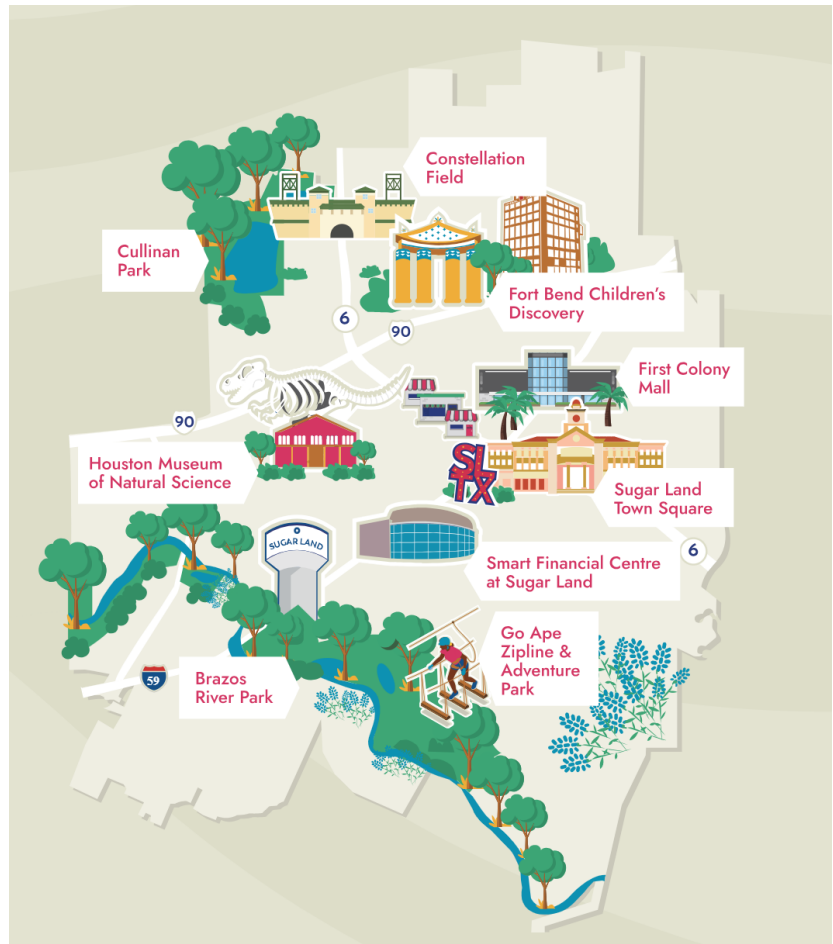 Constellation
Field
Cullinan
Park
Fort Bend Children's
Discovery
6
90
First Colony
Mall
90
Houston Museum
of Natural Science
SL
TX
Sugar Land
Town Square
SUGAR LAND
Smart Financial Centre
at Sugar Land
6
Go Ape
Zipline &
Adventure
Park
59
Brazos
River Park